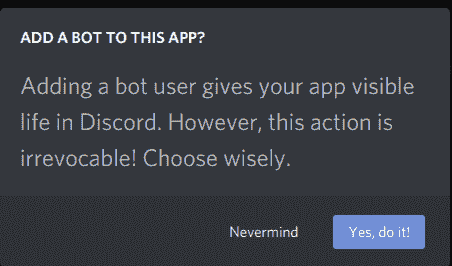 ADD A BOT TO THIS APP?
Adding a bot user gives your app visible
life in Discord. However, this action is
irrevocable! Choose wisely.
Nevermind
Yes, do it!